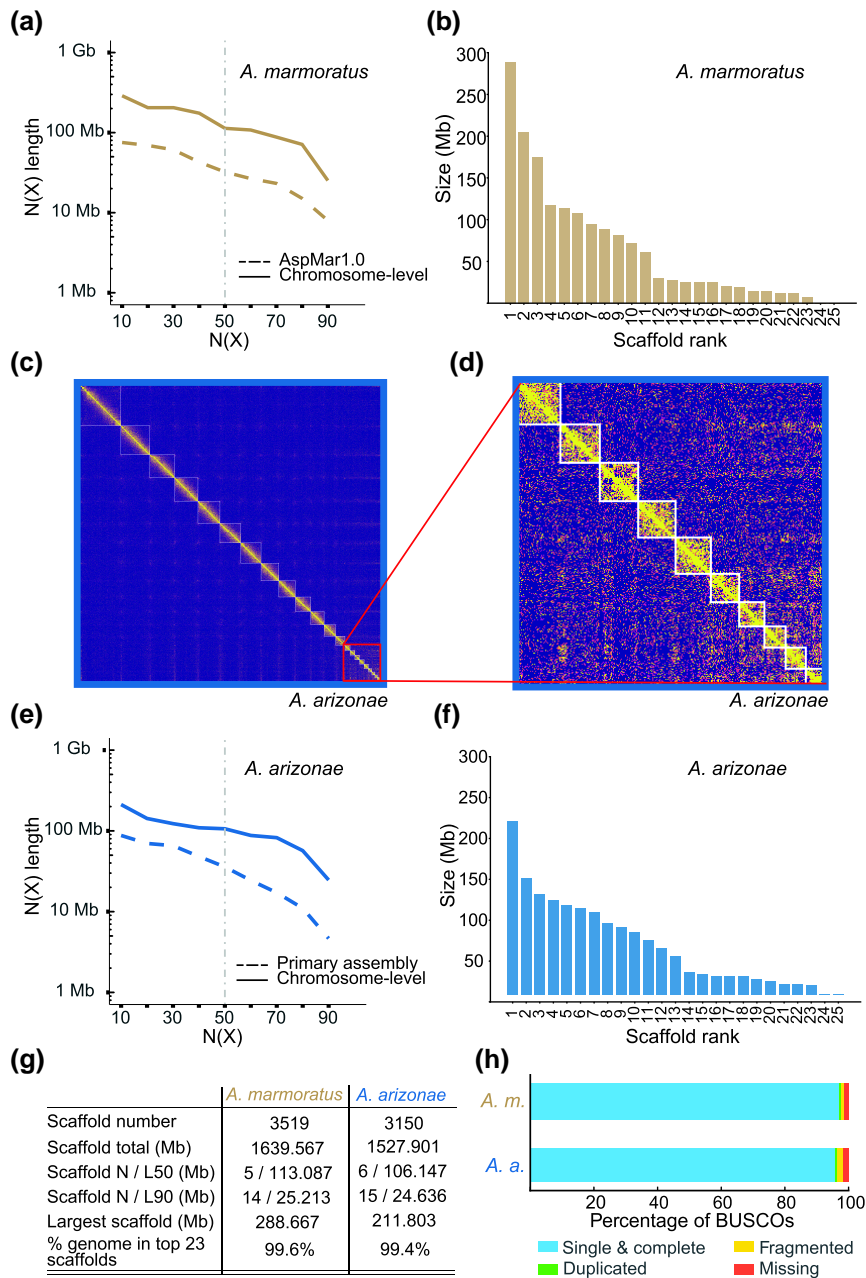 (a)
A. marmoratus
1 Gb
100 Mb
10 Mb
1 Mb
N(X) length
AspMar1.0
Chromosome-level
10 30 50 70 90
N(X)
(b)
A. marmoratus
300
250
200
150
100
50
Size (Mb)
1 2 3 4 5 6 7 8 9 10 11 12 13 14 15 16 17 18 19 20 21 22 23 24 25
Scaffold rank
(c)
A. arizonae
(d)
A. arizonae
(e)
A. arizonae
1 Gb
100 Mb
10 Mb
1 Mb
N(X) length
Primary assembly
Chromosome-level
10 30 50 70 90
N(X)
(f)
A. arizonae
300
250
200
150
100
50
Size (Mb)
1 2 3 4 5 6 7 8 9 10 11 12 13 14 15 16 17 18 19 20 21 22 23 24 25
Scaffold rank
(g)
A. marmoratus A. arizonae
Scaffold number 3519 3150
Scaffold total (Mb) 1639.567 1527.901
Scaffold N / L50 (Mb) 5 / 113.087 6 / 106.147
Scaffold N / L90 (Mb) 14 / 25.213 15 / 24.636
Largest scaffold (Mb) 288.667 211.803
% genome in top 23 scaffolds 99.6% 99.4%
(h)
A. m.
A. a.
20 40 60 80 100
Percentage of BUSCOs
Single & complete
Fragmented
Duplicated
Missing